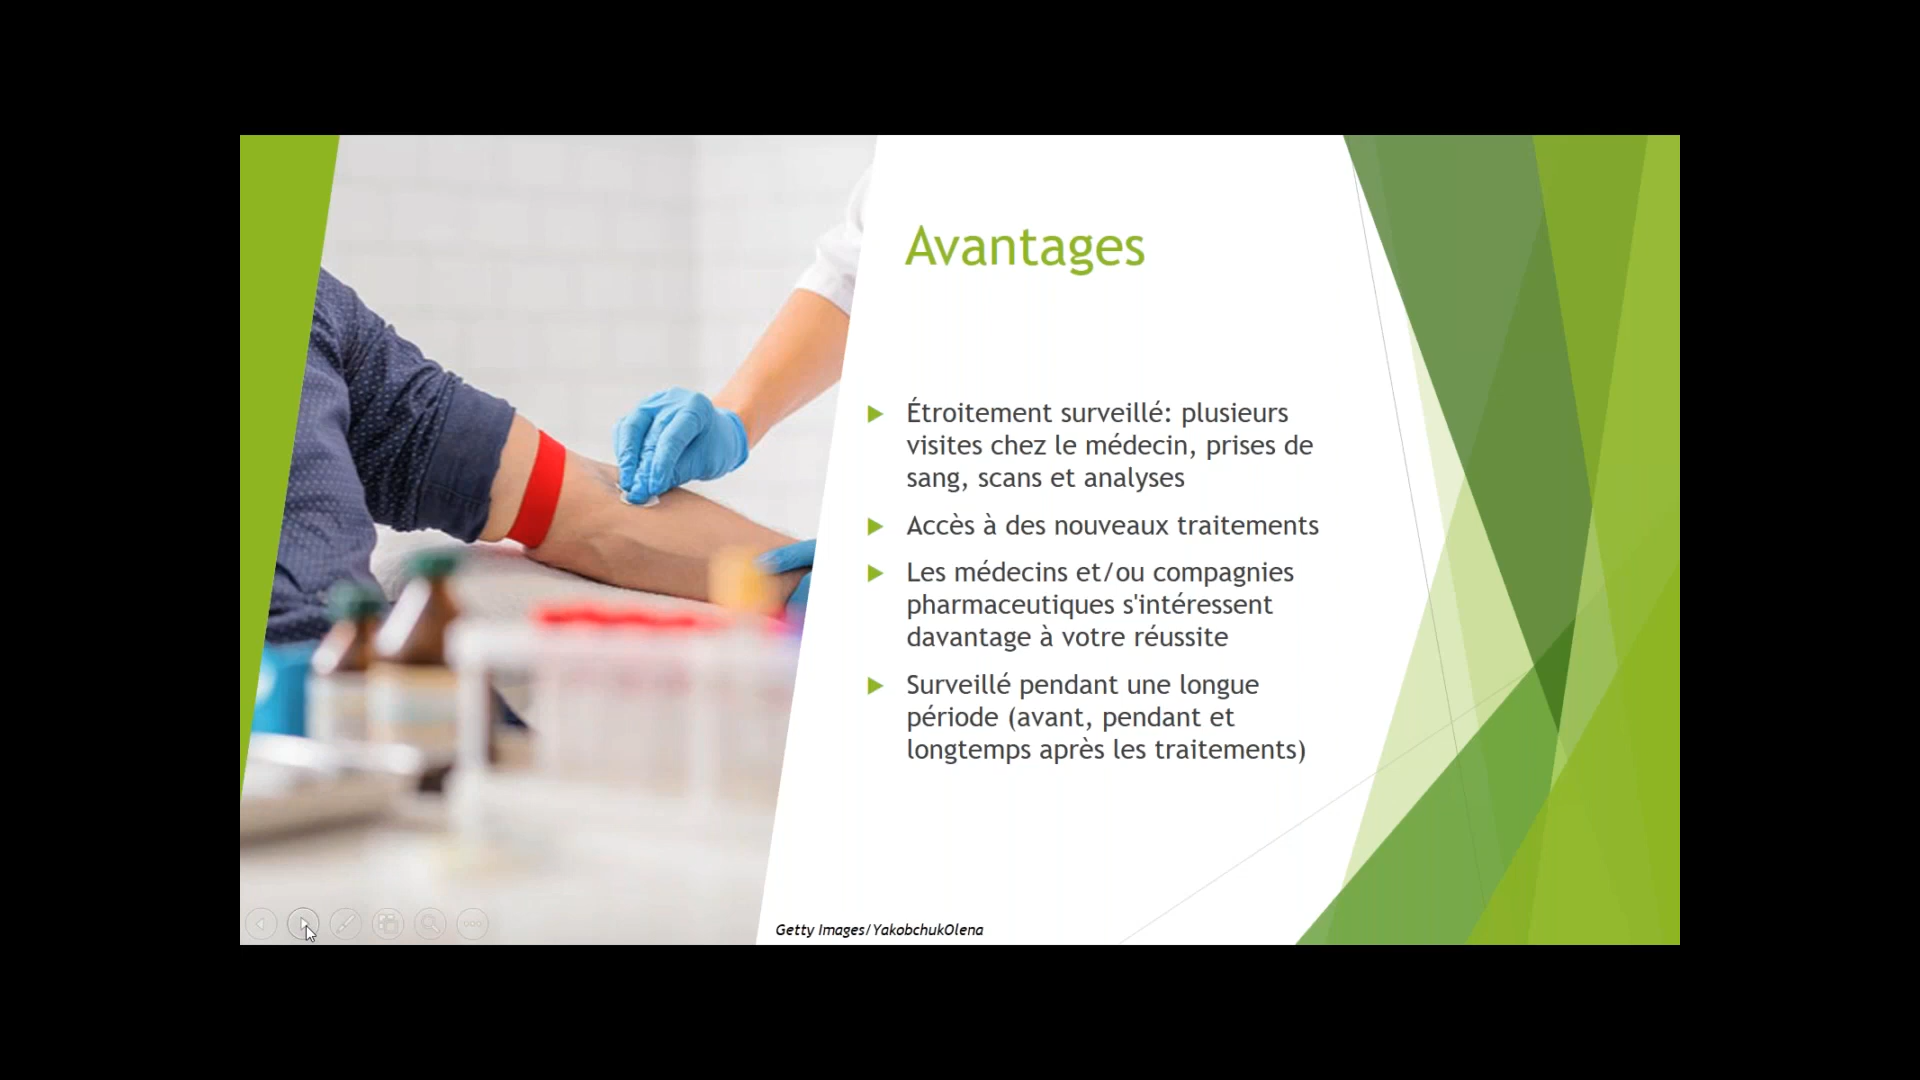 Avantages
Étroitement surveillé: plusieurs
visites chez le médecin, prises de
sang, scans et analyses
Accès à des nouveaux traitements
Les médecins et/ou compagnies
pharmaceutiques s'intéressent
davantage à votre réussite
Surveillé pendant une longue
période (avant, pendant et
longtemps après les traitements)
Getty Images/YakobchukOlena